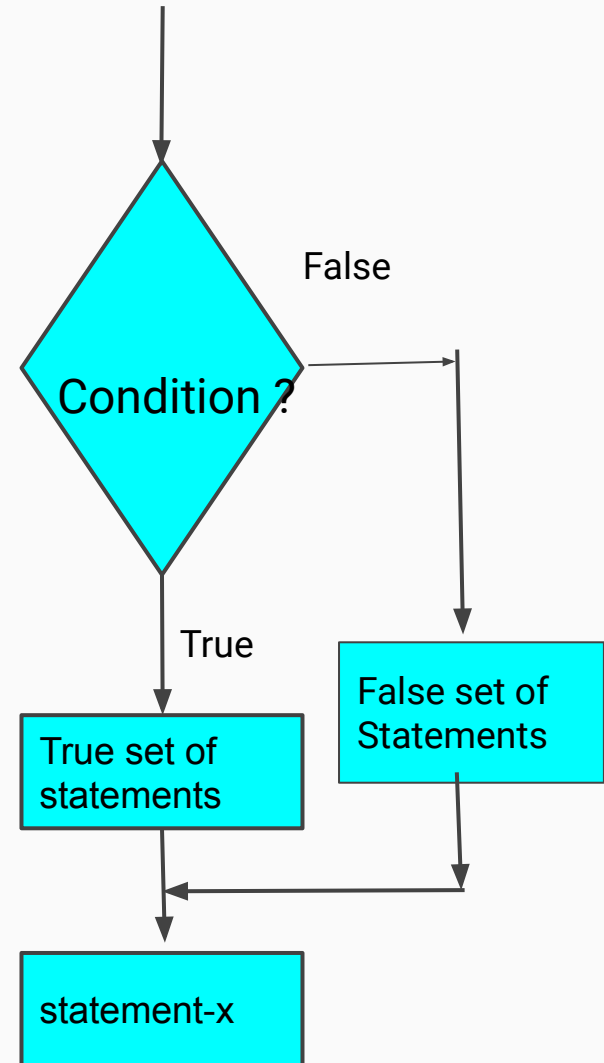 False
Condition ?
True
False set of
Statements
True set of
statements
statement-x